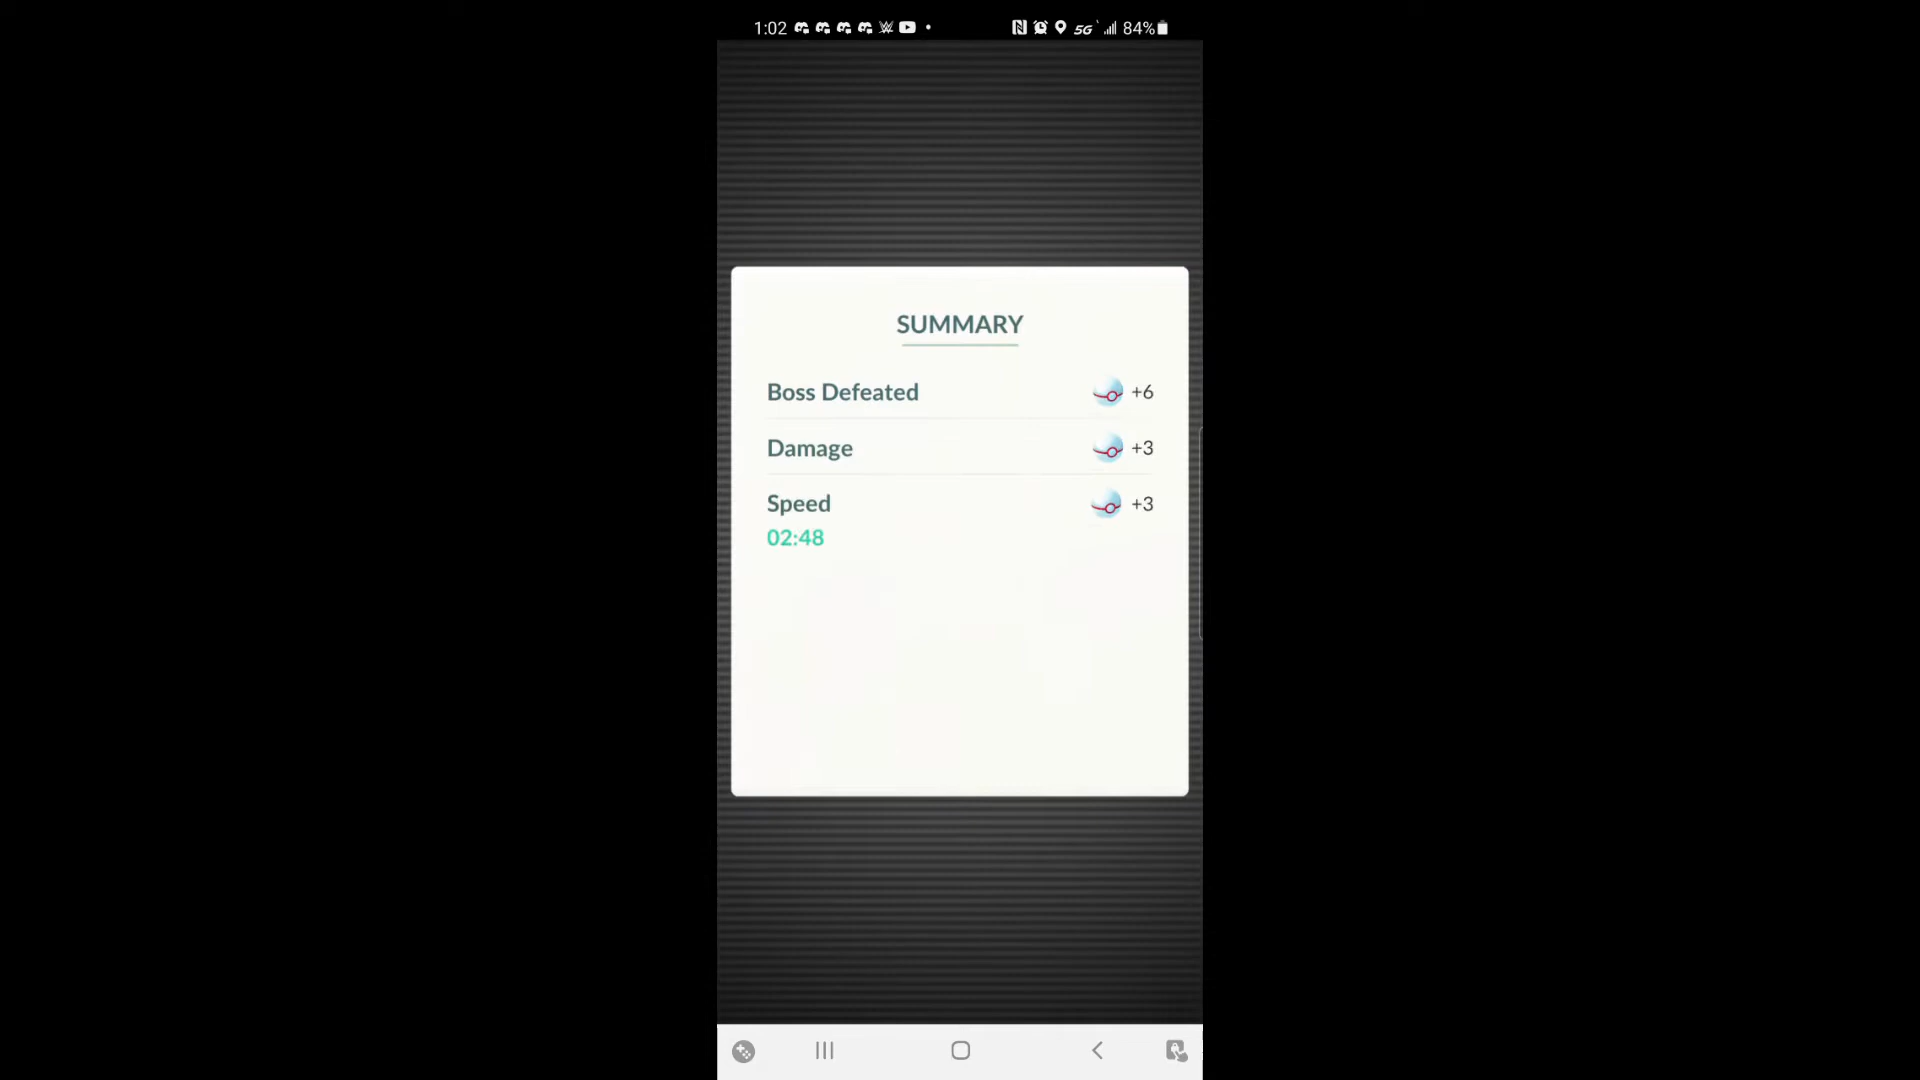 1:02 5G 84%
SUMMARY
Boss Defeated +6
Damage +3
Speed +3
02:48